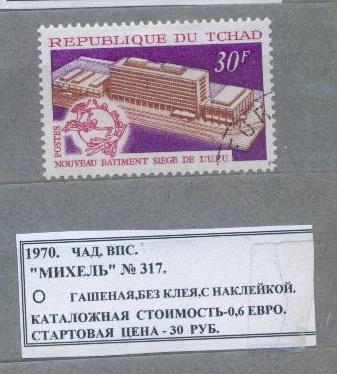 REPUBLIQUE DU TCHAD
30F
POSTES
NOUVEAU BATIMENT SIEGE DE L'U.P.U.
1970. ЧАД. ВПС.
"МИХЕЛЬ" № 317.
О ГАШЕНАЯ,БЕЗ КЛЕЯ,С НАКЛЕЙКОЙ.
КАТАЛОЖНАЯ СТОИМОСТЬ-0,6 ЕВРО.
СТАРТОВАЯ ЦЕНА - 30 РУБ.